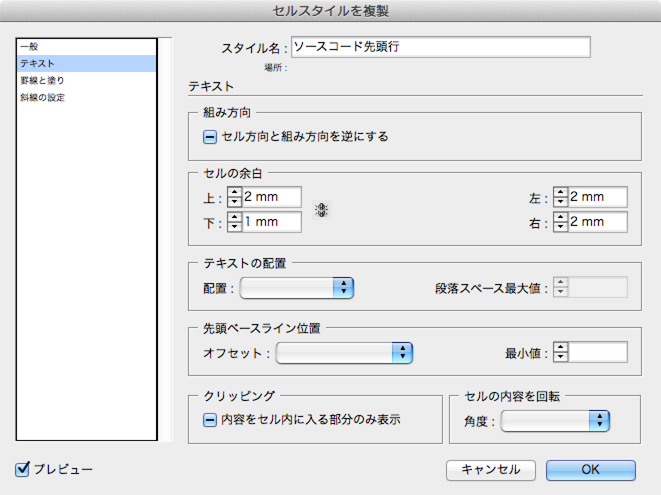 セルスタイルを複製
一般
テキスト
罫線と塗り
斜線の設定
スタイル名 : ソースコード先頭行
場所 :
テキスト
組み方向
セル方向と組み方向を逆にする
セルの余白
上 : 2 mm 左 : 2 mm
下 : 1 mm 右 : 2 mm
テキストの配置
配置 : 段落スペース最大値 :
先頭ベースライン位置
オフセット : 最小値 :
クリッピング
内容をセル内に入る部分のみ表示
セルの内容を回転
角度 :
プレビュー
キャンセル OK